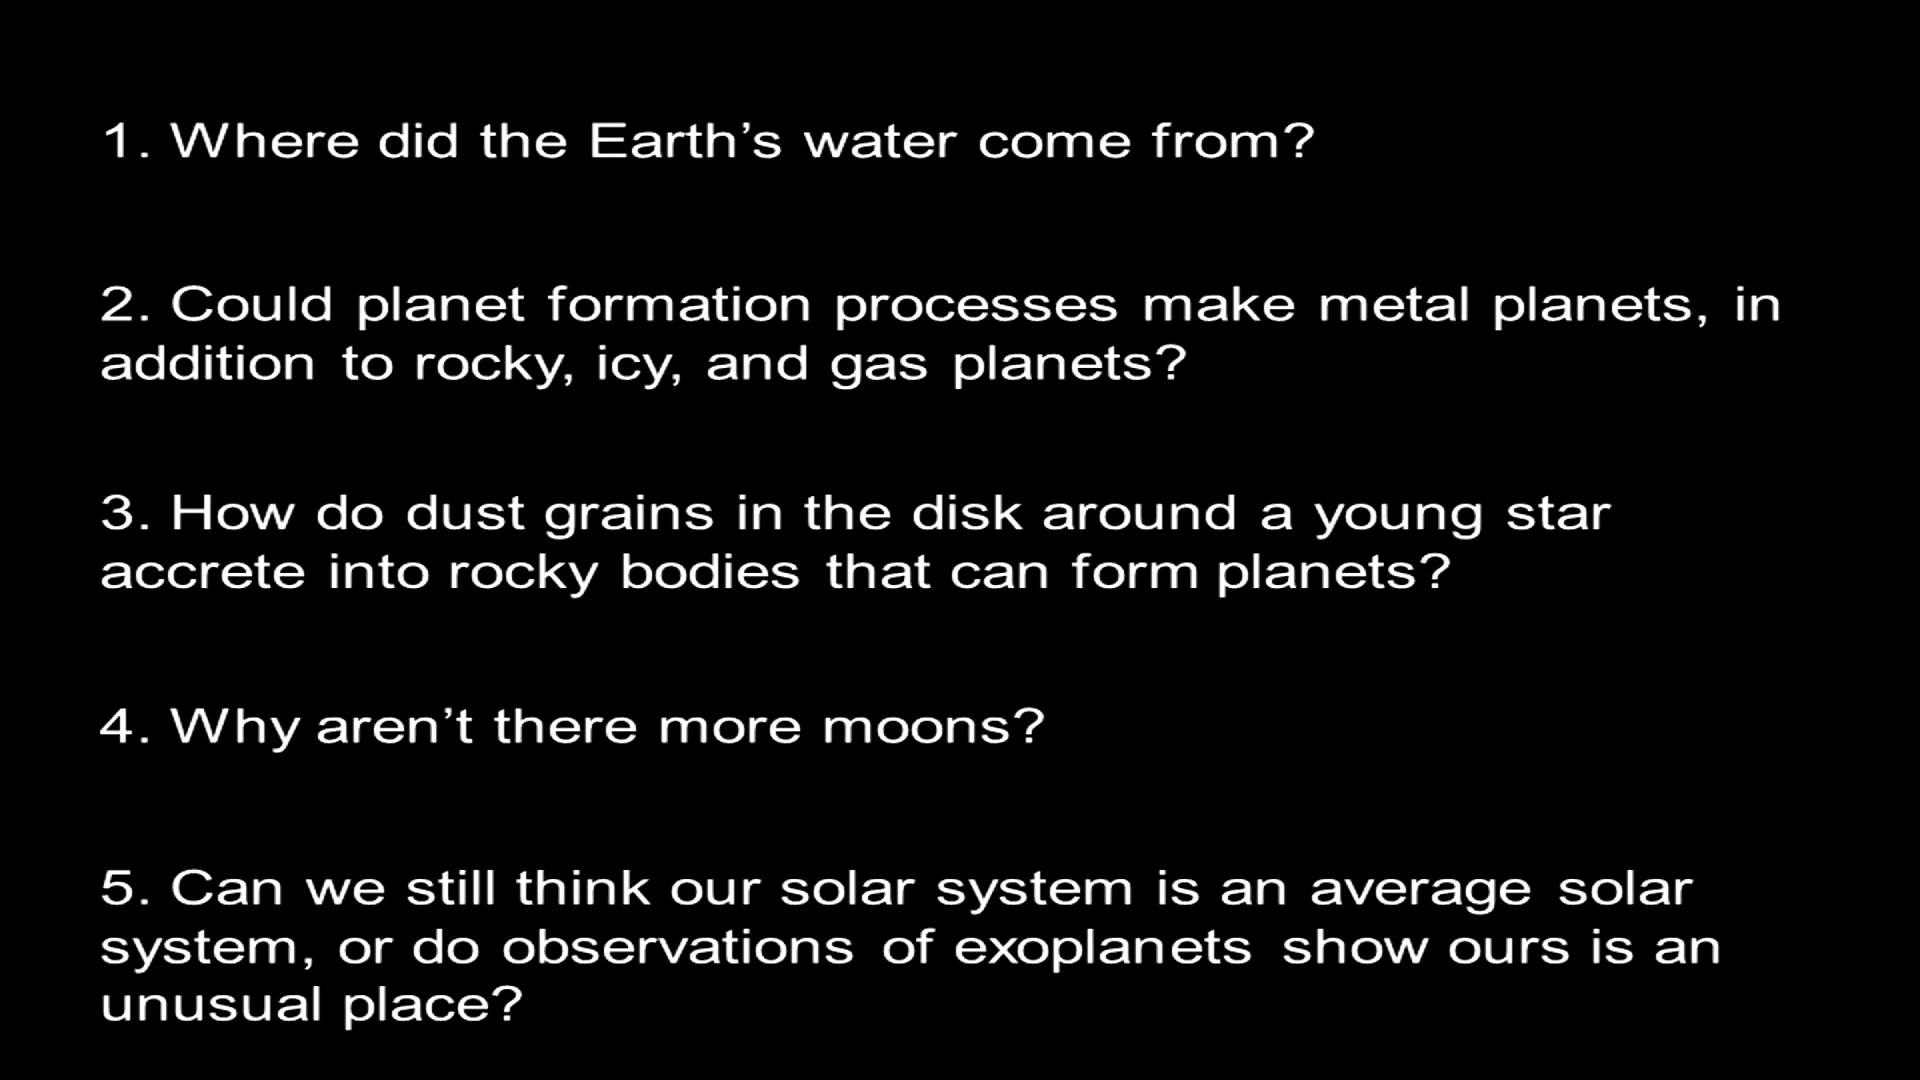 1. Where did the Earth’s water come from?
2. Could planet formation processes make metal planets, in
addition to rocky, icy, and gas planets?
3. How do dust grains in the disk around a young star
accrete into rocky bodies that can form planets?
4. Why aren’t there more moons?
5. Can we still think our solar system is an average solar
system, or do observations of exoplanets show ours is an
unusual place?